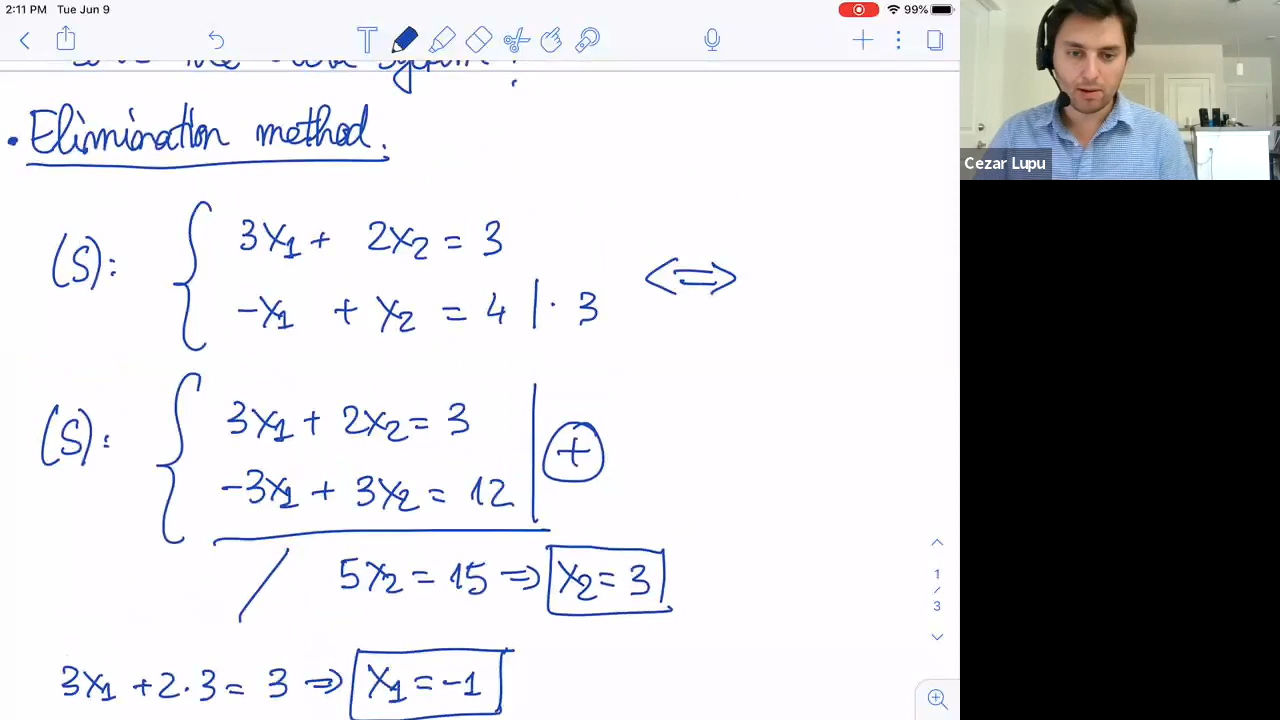 2:11 PM Tue Jun 9
99%
• Elimination method.
(S): { 3x₁ + 2x₂ = 3
-x₁ + x₂ = 4 | · 3 ⟺
(S): { 3x₁ + 2x₂ = 3
-3x₁ + 3x₂ = 12 | ⊕
/ 5x₂ = 15 ⇒ x₂ = 3
3x₁ + 2·3 = 3 ⇒ x₁ = -1
1
/
3
Cezar Lupu